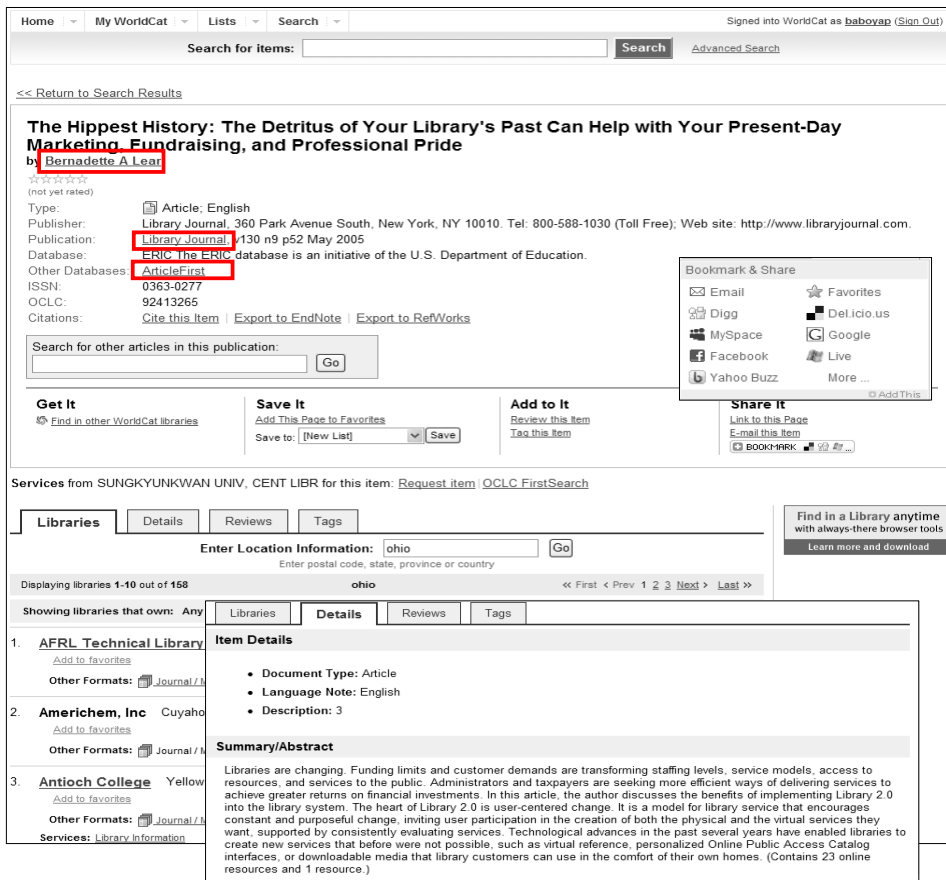 Home My WorldCat Lists Search Signed into WorldCat as baboyap (Sign Out)
Search for items: Search Advanced Search
<< Return to Search Results
The Hippest History: The Detritus of Your Library's Past Can Help with Your Present-Day
Marketing, Fundraising, and Professional Pride
by Bernadette A Lear
(not yet rated)
Type: Article; English
Publisher: Library Journal, 360 Park Avenue South, New York, NY 10010. Tel: 800-588-1030 (Toll Free); Web site: http://www.libraryjournal.com.
Publication: Library Journal, v130 n9 p52 May 2005
Database: ERIC The ERIC database is an initiative of the U.S. Department of Education.
Other Databases: ArticleFirst
ISSN: 0363-0277
OCLC: 92413265
Citations: Cite this Item | Export to EndNote | Export to RefWorks
Search for other articles in this publication:
Go
Bookmark & Share
Email Favorites
Digg Del.icio.us
MySpace Google
Facebook Live
Yahoo Buzz More ...
© AddThis
Get It Save It Add to It Share It
Find in other WorldCat libraries Add This Page to Favorites Review this Item Link to this Page
Save to: [New List] Save Tag this Item E-mail this Item
BOOKMARK ...
Services from SUNGKYUNKWAN UNIV, CENT LIBR for this item: Request item | OCLC FirstSearch
Libraries Details Reviews Tags
Find in a Library anytime
with always-there browser tools
Learn more and download
Enter Location Information: ohio Go
Enter postal code, state, province or country
Displaying libraries 1-10 out of 158 ohio << First < Prev 1 2 3 Next > Last >>
Showing libraries that own: Any
1. AFRL Technical Library
Add to favorites
Other Formats: Journal / M
2. Americhem, Inc Cuyaho
Add to favorites
Other Formats: Journal / M
3. Antioch College Yellow
Add to favorites
Other Formats: Journal / M
Services: Library Information
Libraries Details Reviews Tags
Item Details
• Document Type: Article
• Language Note: English
• Description: 3
Summary/Abstract
Libraries are changing. Funding limits and customer demands are transforming staffing levels, service models, access to
resources, and services to the public. Administrators and taxpayers are seeking more efficient ways of delivering services to
achieve greater returns on financial investments. In this article, the author discusses the benefits of implementing Library 2.0
into the library system. The heart of Library 2.0 is user-centered change. It is a model for library service that encourages
constant and purposeful change, inviting user participation in the creation of both the physical and the virtual services they
want, supported by consistently evaluating services. Technological advances in the past several years have enabled libraries to
create new services that before were not possible, such as virtual reference, personalized Online Public Access Catalog
interfaces, or downloadable media that library customers can use in the comfort of their own homes. (Contains 23 online
resources and 1 resource.)